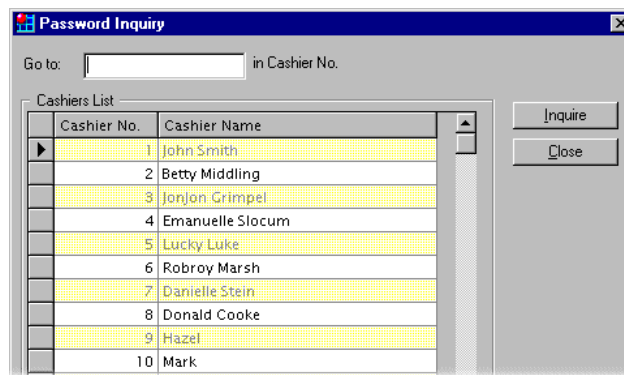 Password Inquiry
Go to: in Cashier No.
Cashiers List
Inquire
Close
Cashier No. Cashier Name
1 John Smith
2 Betty Middling
3 JonJon Grimpel
4 Emanuelle Slocum
5 Lucky Luke
6 Robroy Marsh
7 Danielle Stein
8 Donald Cooke
9 Hazel
10 Mark